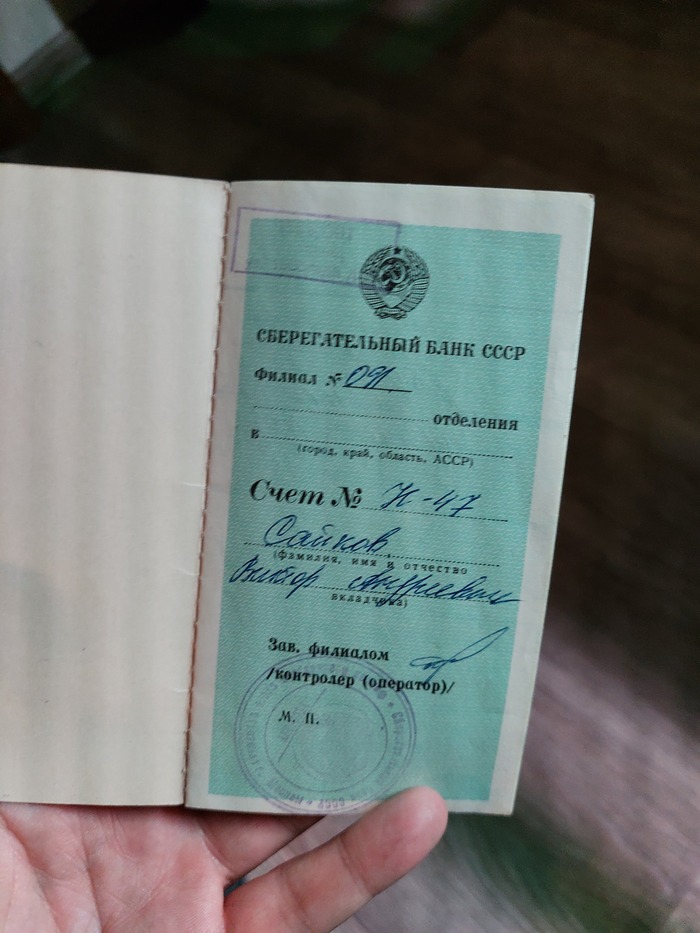 СБЕРЕГАТЕЛЬНЫЙ БАНК СССР
Филиал № 091
отделения
в
(город, край, область, АССР)
Счет № К-47
Сайков
(фамилия, имя и отчество
Виктор Андреевич
вкладчика)
Зав. филиалом
/контролер (оператор)/
М. П.